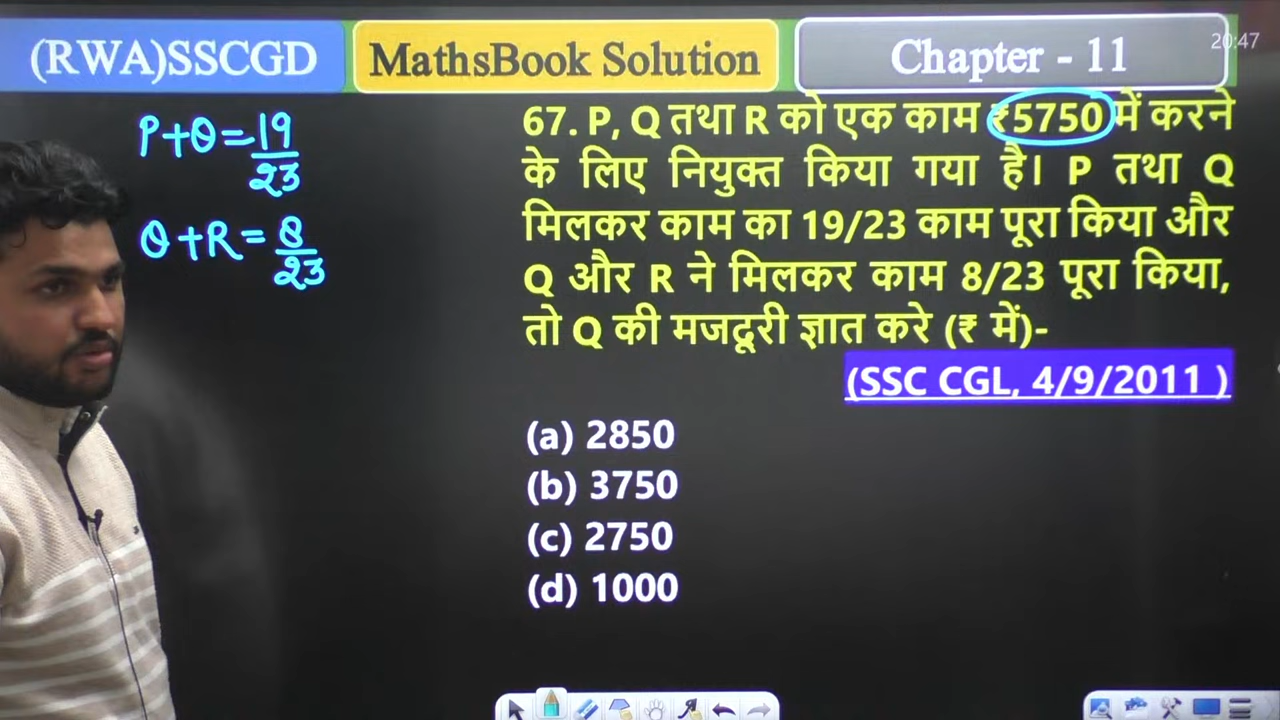 (RWA)SSCGD
MathsBook Solution
Chapter - 11
20:47
P+Q=19/23
Q+R=8/23
67. P, Q तथा R को एक काम ₹5750 में करने
के लिए नियुक्त किया गया है। P तथा Q
मिलकर काम का 19/23 काम पूरा किया और
Q और R ने मिलकर काम 8/23 पूरा किया,
तो Q की मजदूरी ज्ञात करे (₹ में)-
(SSC CGL, 4/9/2011 )
(a) 2850
(b) 3750
(c) 2750
(d) 1000